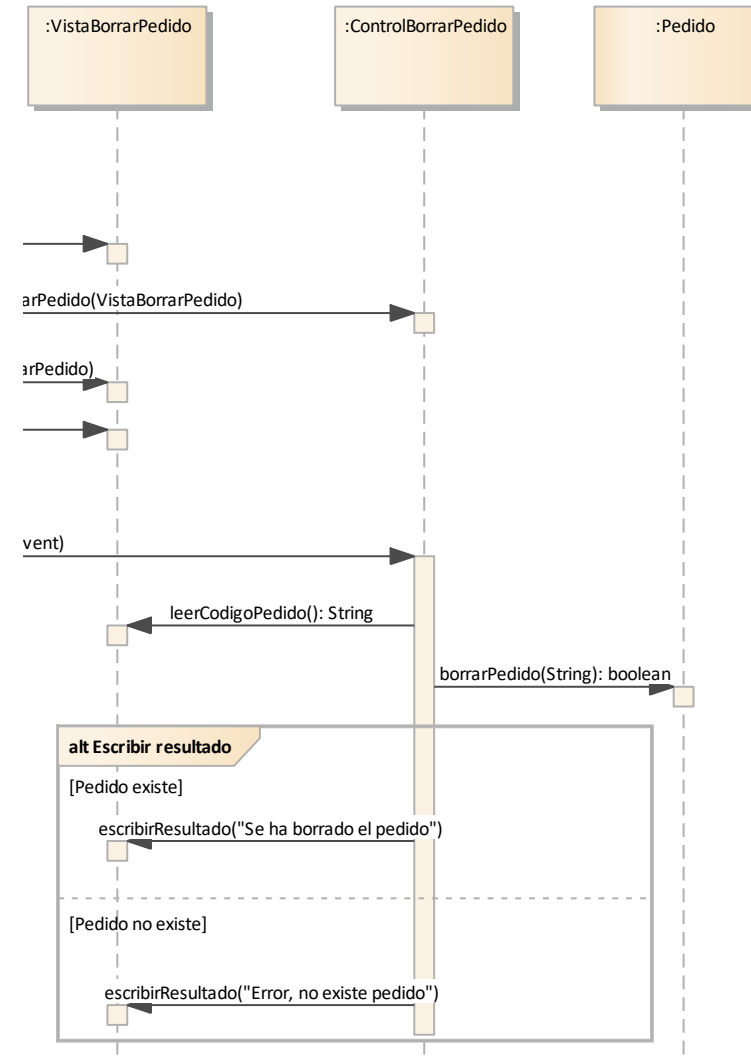 :VistaBorrarPedido
:ControlBorrarPedido
:Pedido
arPedido(VistaBorrarPedido)
arPedido)
vent)
leerCodigoPedido(): String
borrarPedido(String): boolean
alt Escribir resultado
[Pedido existe]
escribirResultado("Se ha borrado el pedido")
[Pedido no existe]
escribirResultado("Error, no existe pedido")